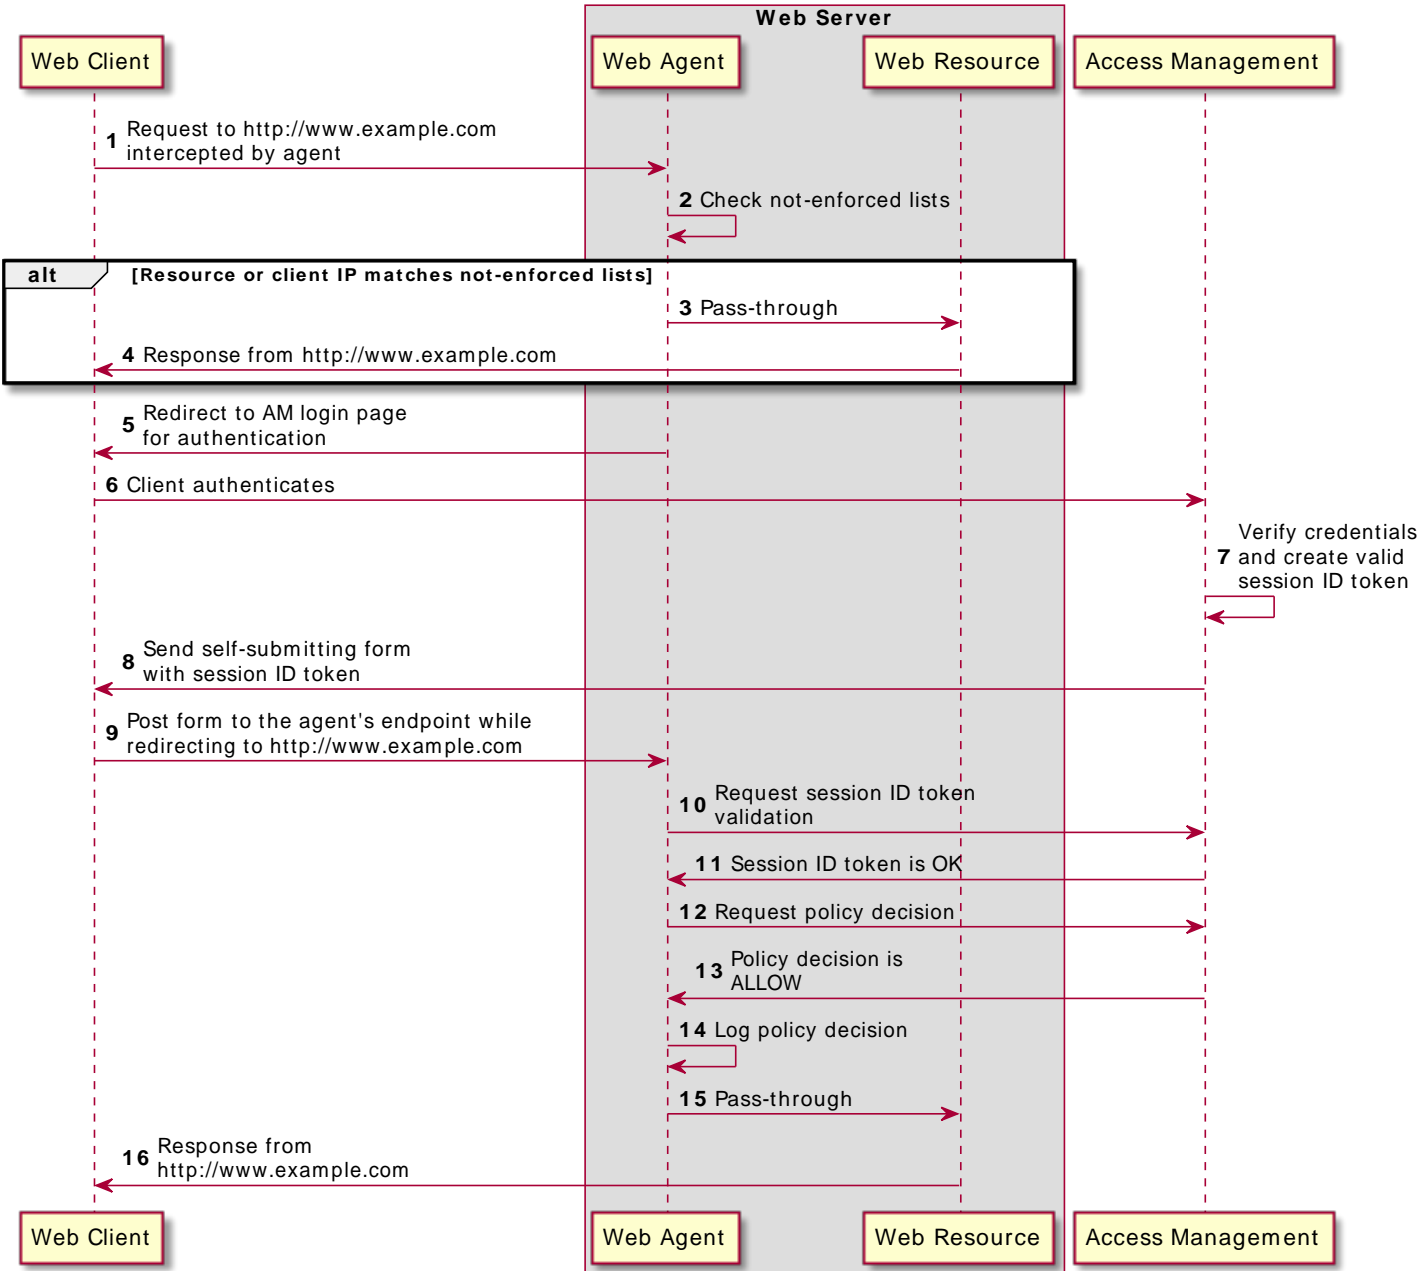 Web Server
Web Client
Web Agent
Web Resource
Access Management
1 Request to http://www.example.com
intercepted by agent
2 Check not-enforced lists
alt [Resource or client IP matches not-enforced lists]
3 Pass-through
4 Response from http://www.example.com
5 Redirect to AM login page
for authentication
6 Client authenticates
7 Verify credentials
and create valid
session ID token
8 Send self-submitting form
with session ID token
9 Post form to the agent's endpoint while
redirecting to http://www.example.com
10 Request session ID token
validation
11 Session ID token is OK
12 Request policy decision
13 Policy decision is
ALLOW
14 Log policy decision
15 Pass-through
16 Response from
http://www.example.com
Web Client
Web Agent
Web Resource
Access Management